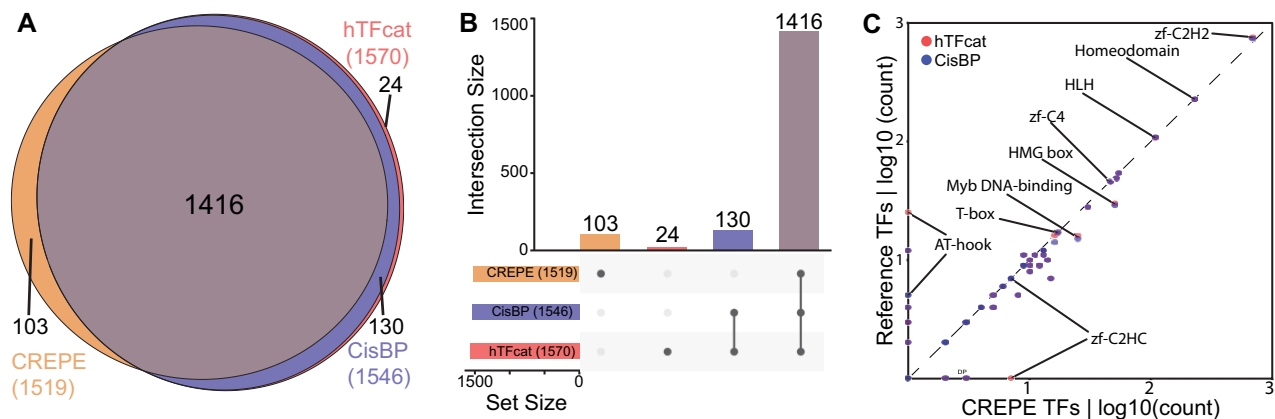 A
hTFcat
(1570)
24
1416
103
CREPE
(1519)
130
CisBP
(1546)
B
Intersection Size
1500
1000
500
0
103
24
130
1416
CREPE (1519)
CisBP (1546)
hTFcat (1570)
1500
0
Set Size
C
Reference TFs | log10 (count)
3
2
1
hTFcat
CisBP
zf-C2H2
Homeodomain
HLH
zf-C4
HMG box
Myb DNA-binding
T-box
AT-hook
zf-C2HC
DP
1
2
3
CREPE TFs | log10(count)